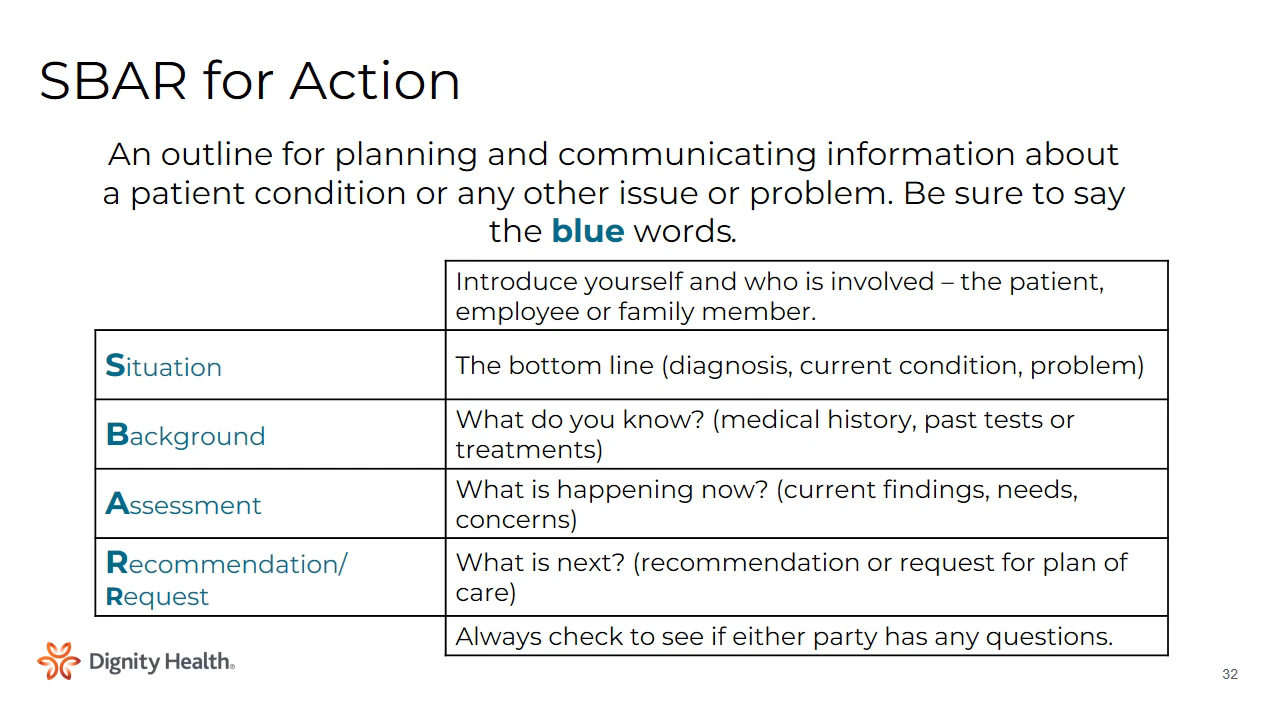 SBAR for Action
An outline for planning and communicating information about
a patient condition or any other issue or problem. Be sure to say
the blue words.
Introduce yourself and who is involved – the patient,
employee or family member.
Situation
The bottom line (diagnosis, current condition, problem)
Background
What do you know? (medical history, past tests or
treatments)
Assessment
What is happening now? (current findings, needs,
concerns)
Recommendation/
Request
What is next? (recommendation or request for plan of
care)
Always check to see if either party has any questions.
Dignity Health®
32